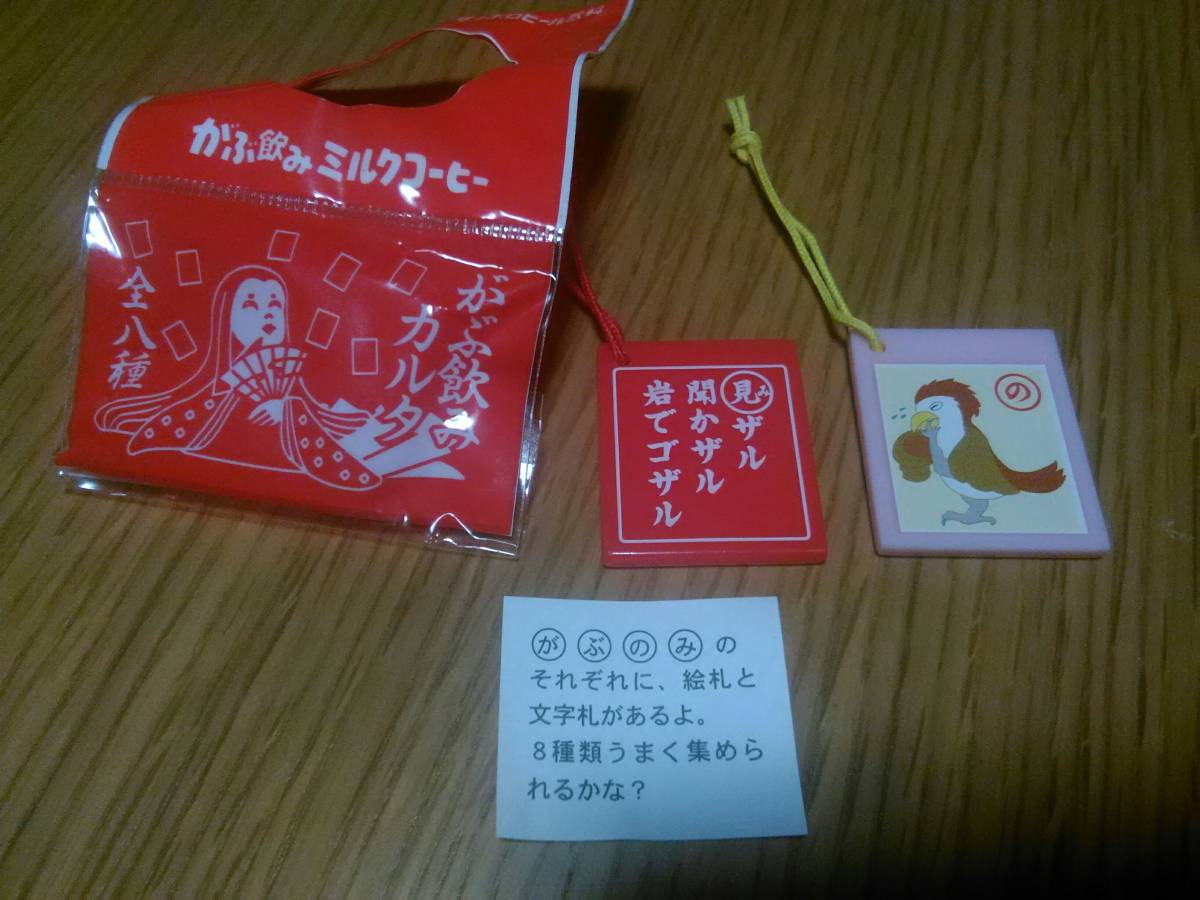 がぶ飲みミルクコーヒー
がぶ飲み
カルタ
全八種
見みザル
聞かザル
岩でゴザル
の
がぶのみの
それぞれに、絵札と
文字札があるよ。
8種類うまく集めら
れるかな？